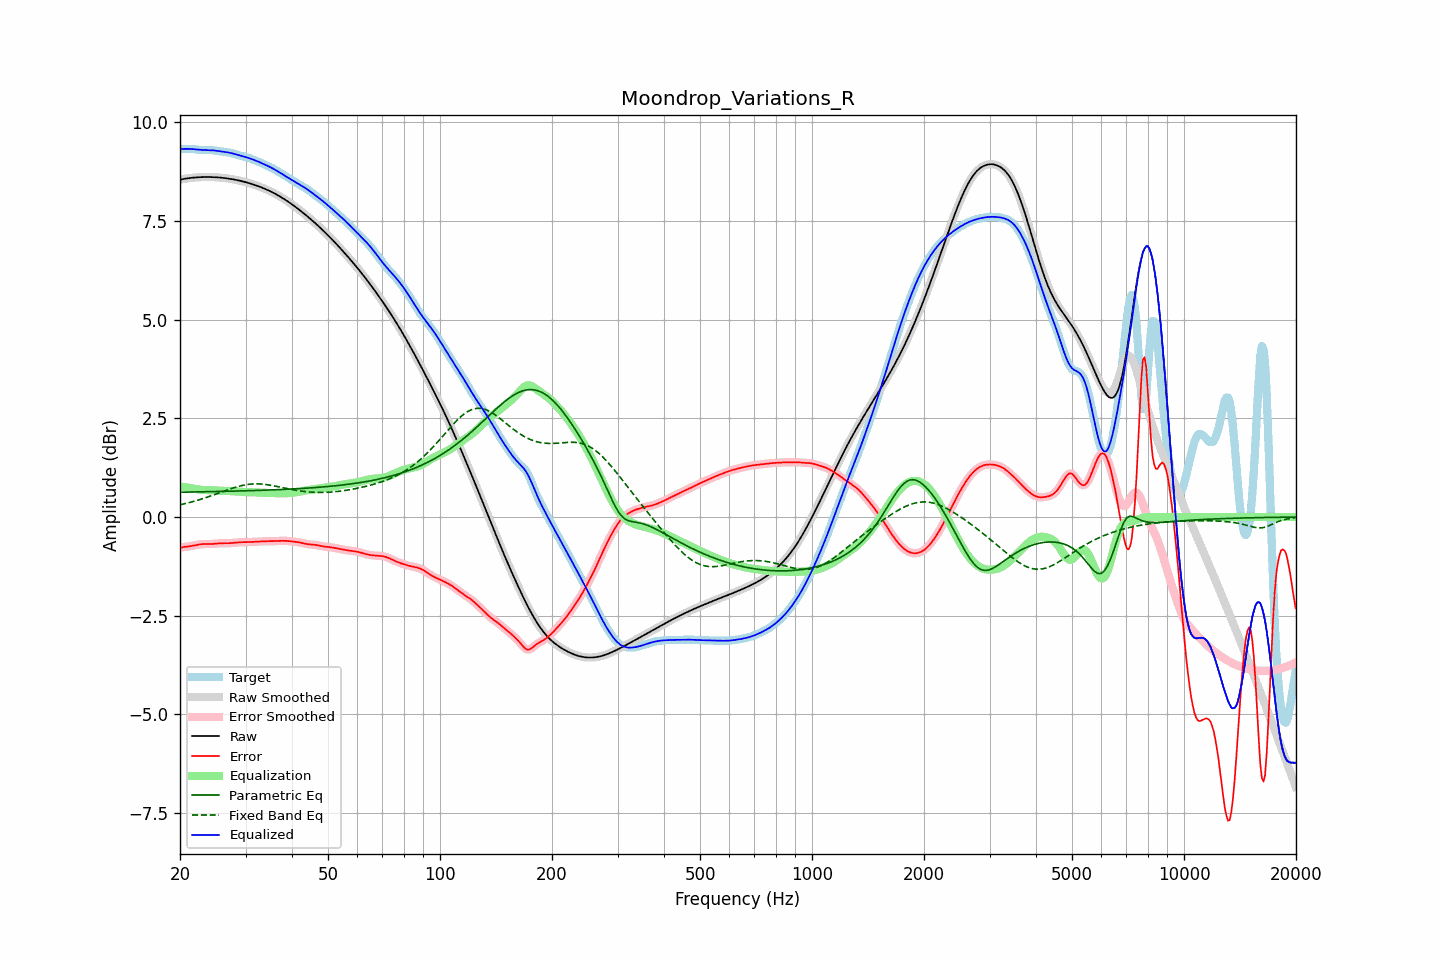 Moondrop_Variations_R
10.0
7.5
5.0
2.5
0.0
−2.5
−5.0
−7.5
Amplitude (dBr)
Target
Raw Smoothed
Error Smoothed
Raw
Error
Equalization
Parametric Eq
Fixed Band Eq
Equalized
20 50 100 200 500 1000 2000 5000 10000 20000
Frequency (Hz)